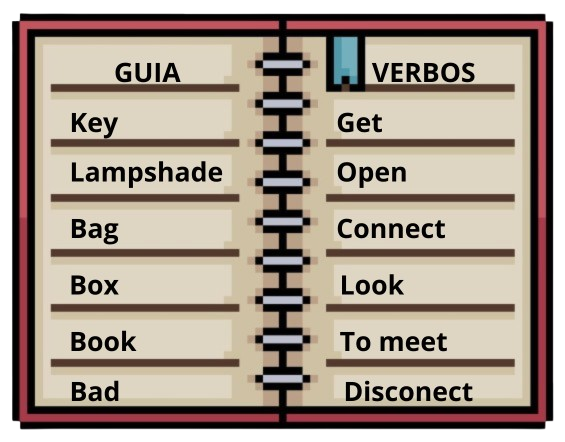 GUIA
Key
Lampshade
Bag
Box
Book
Bad
VERBOS
Get
Open
Connect
Look
To meet
Disconect